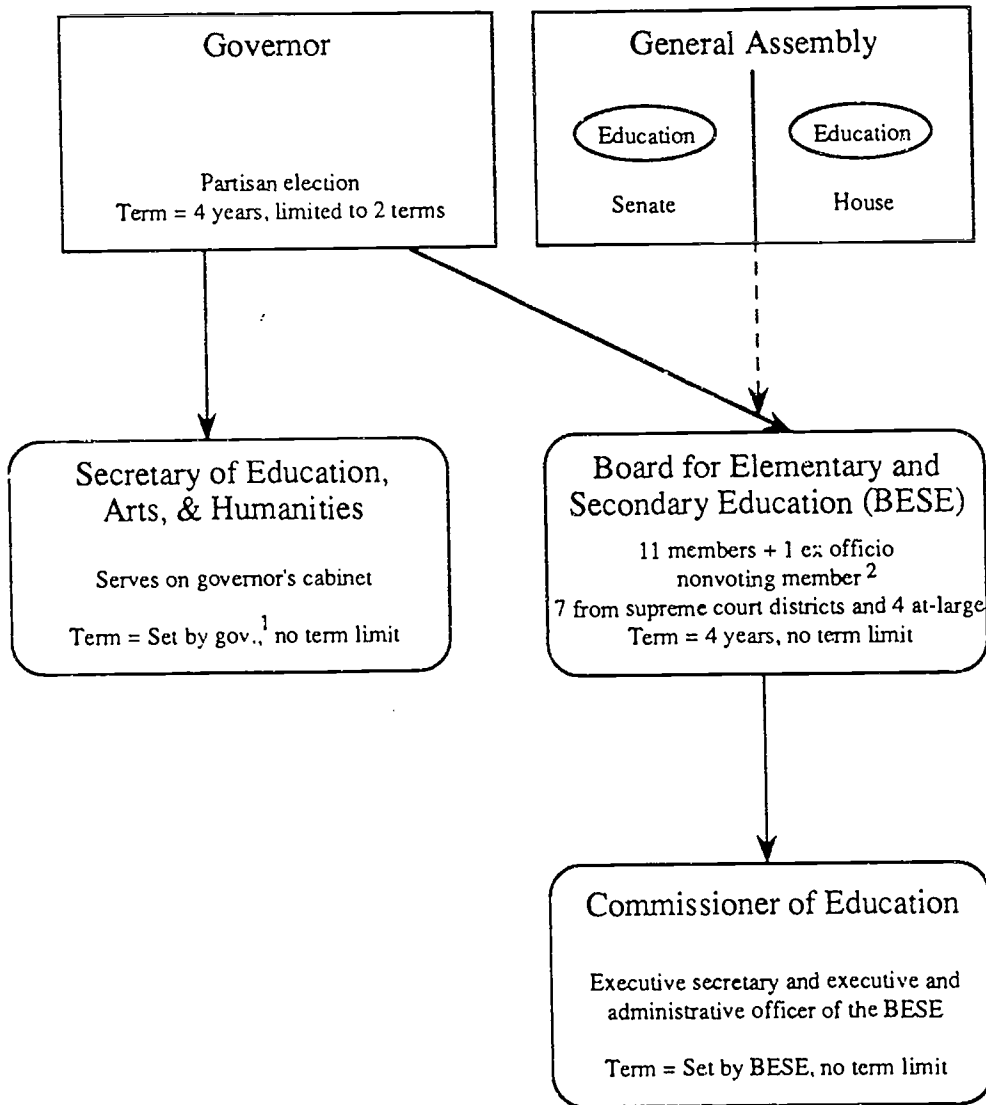 Governor
Partisan election
Term = 4 years, limited to 2 terms
General Assembly
Education
Education
Senate
House
Secretary of Education,
Arts, & Humanities
Serves on governor's cabinet
Term = Set by gov.,1 no term limit
Board for Elementary and
Secondary Education (BESE)
11 members + 1 ex officio
nonvoting member 2
7 from supreme court districts and 4 at-large
Term = 4 years, no term limit
Commissioner of Education
Executive secretary and executive and
administrative officer of the BESE
Term = Set by BESE, no term limit